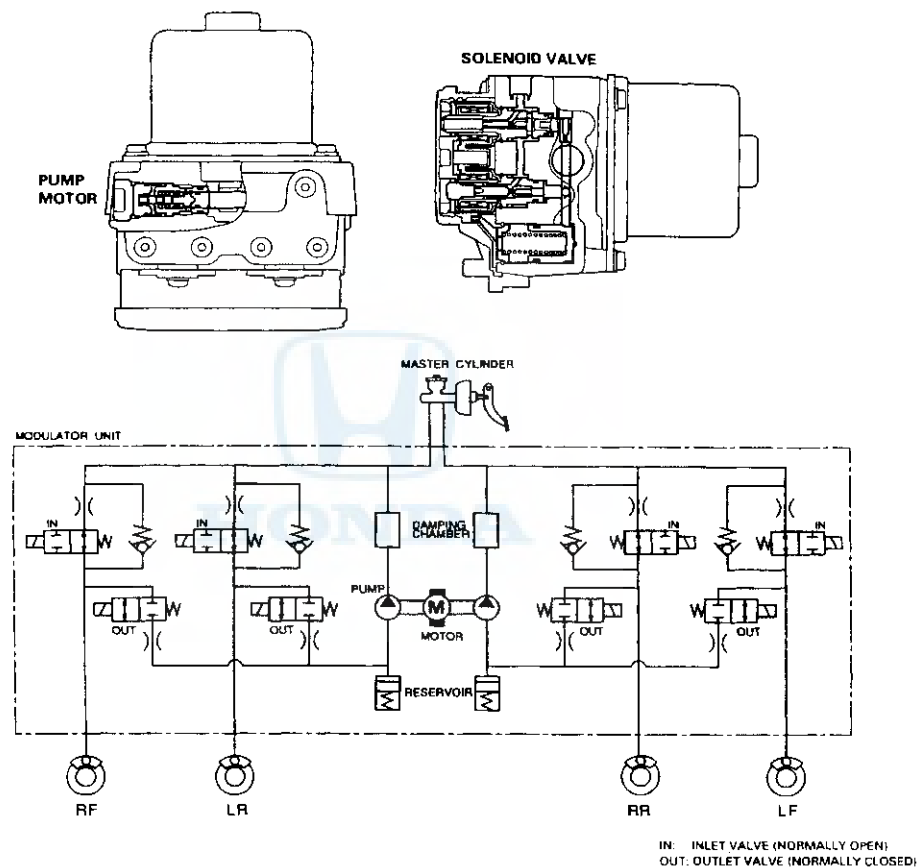 SOLENOID VALVE
PUMP
MOTOR
MASTER CYLINDER
MODULATOR UNIT
HONDA
IN
IN
IN
IN
DAMPING
CHAMBER
PUMP
M
MOTOR
OUT
OUT
OUT
OUT
RESERVOIR
RF
LR
RR
LF
IN: INLET VALVE (NORMALLY OPEN)
OUT: OUTLET VALVE (NORMALLY CLOSED)